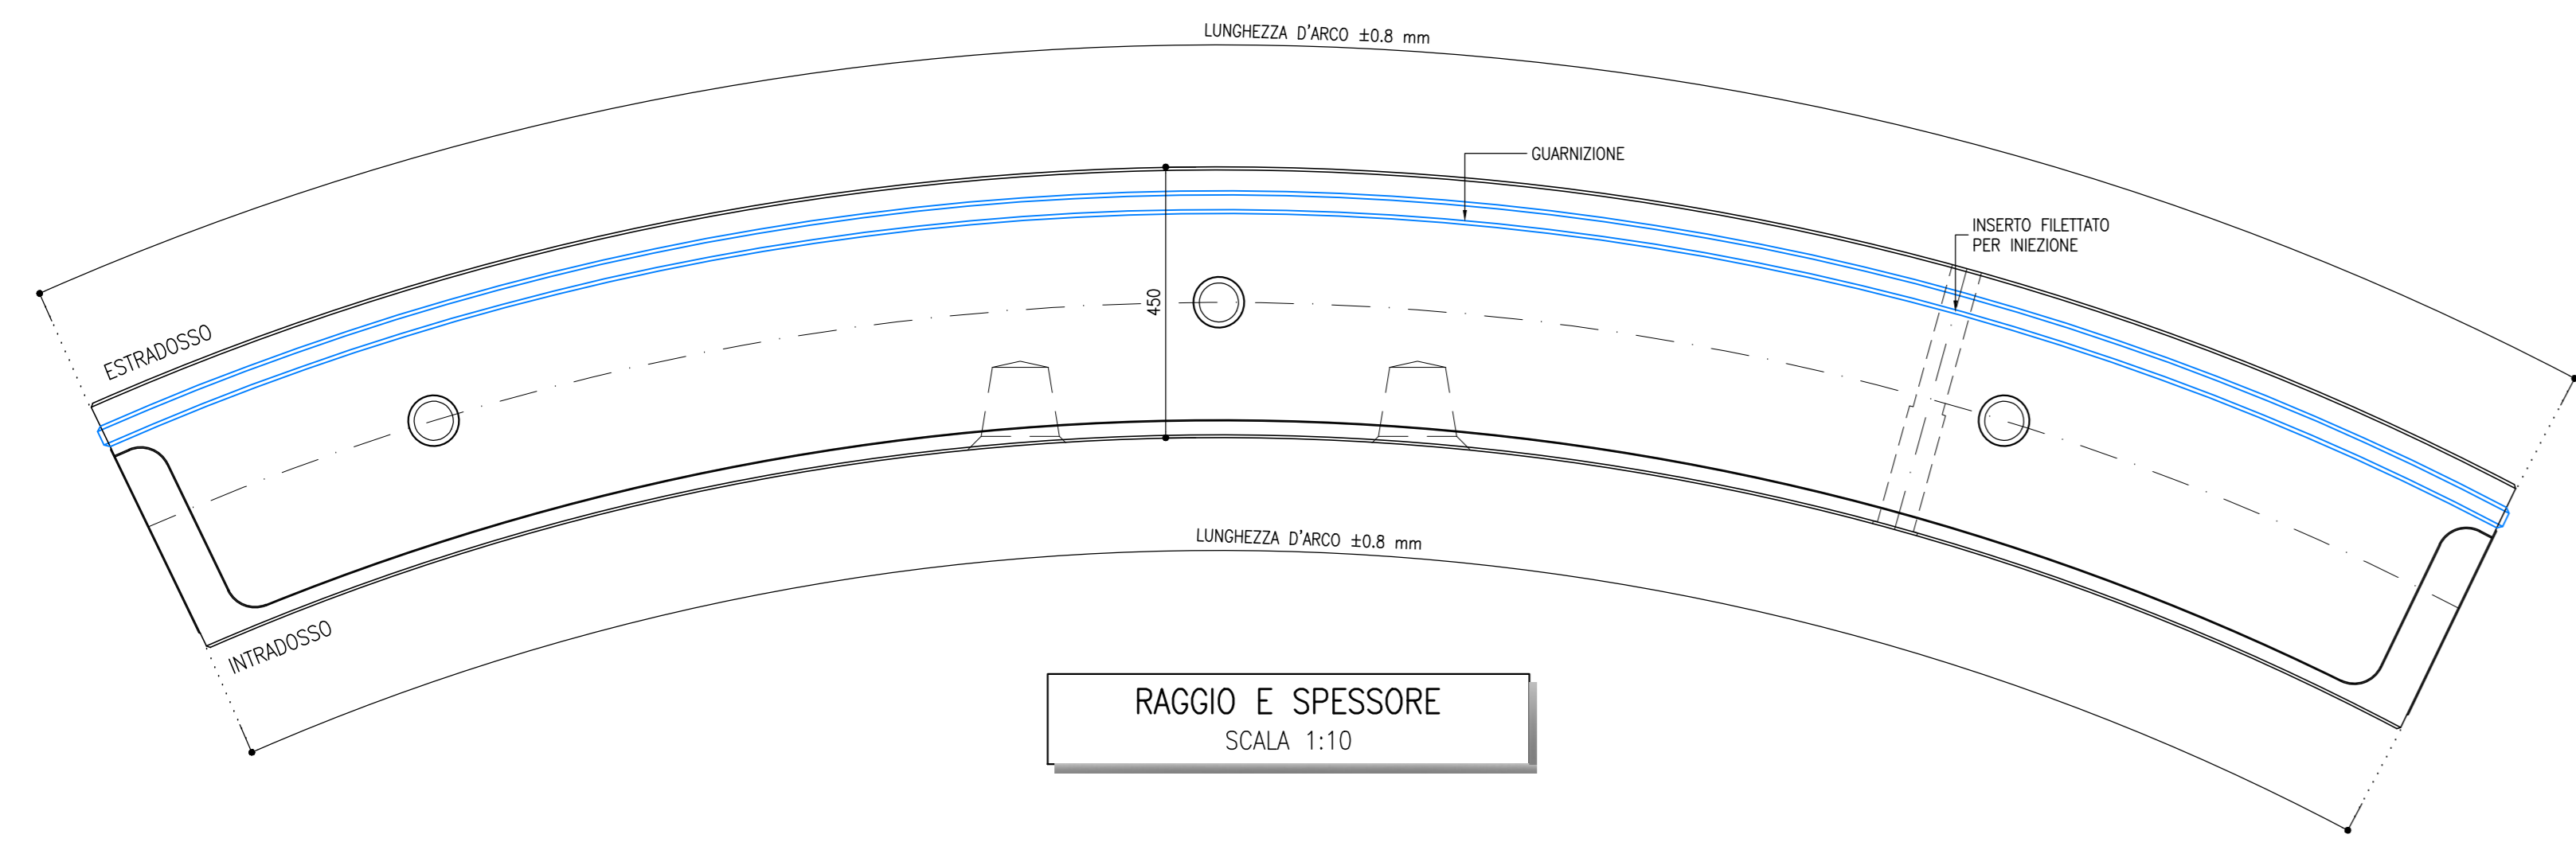 LUNGHEZZA D'ARCO ±0.8 mm
GUARNIZIONE
INSERTO FILETTATO
PER INIEZIONE
450
ESTRADOSSO
LUNGHEZZA D'ARCO ±0.8 mm
INTRADOSSO
RAGGIO E SPESSORE
SCALA 1:10